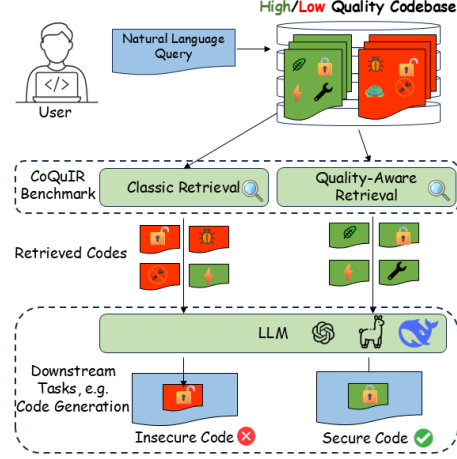 High/Low Quality Codebase
Natural Language
Query
</>
User
CoQuIR
Benchmark
Classic Retrieval
Quality-Aware
Retrieval
Retrieved Codes
LLM
Downstream
Tasks, e.g.
Code Generation
Insecure Code
Secure Code